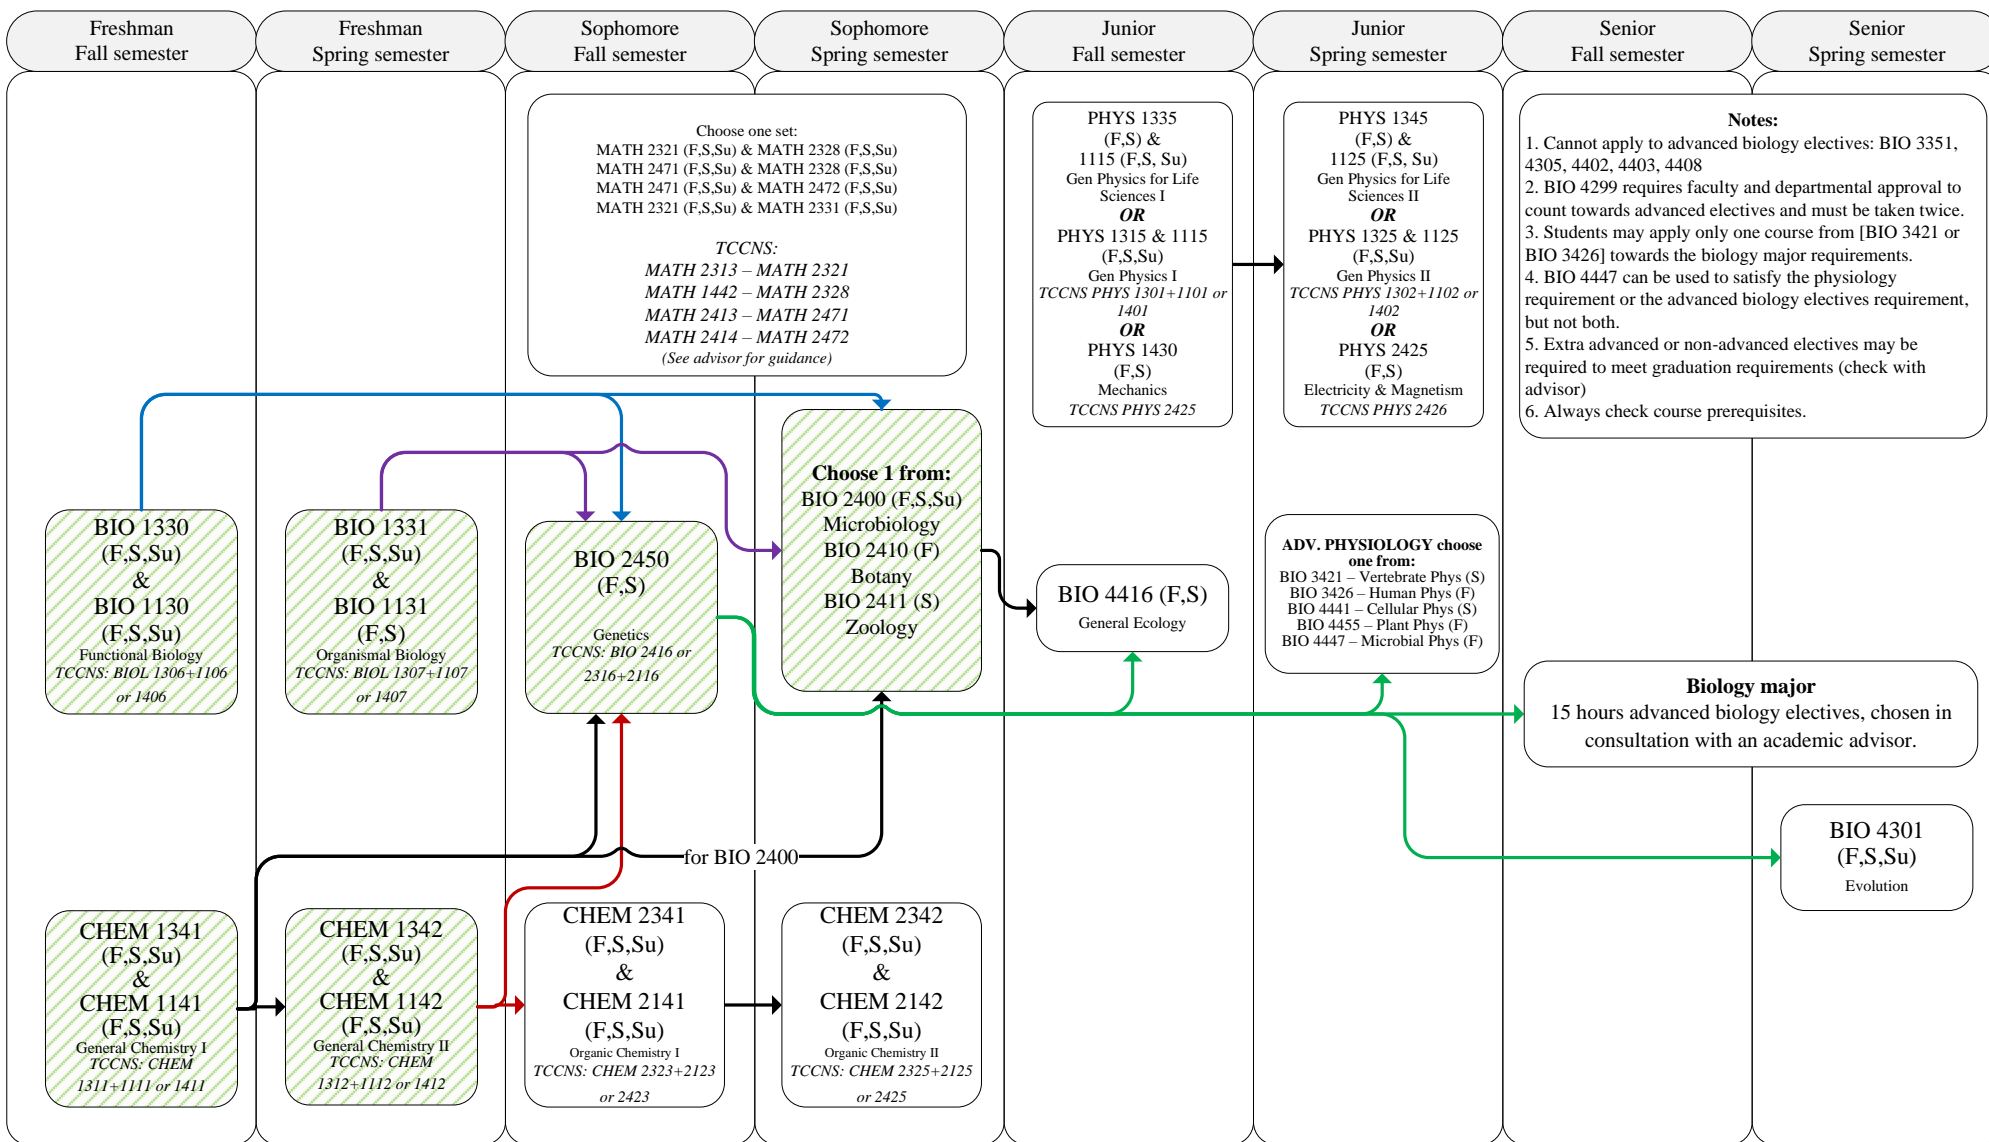 Freshman
Fall semester
Freshman
Spring semester
Sophomore
Fall semester
Sophomore
Spring semester
Junior
Fall semester
Junior
Spring semester
Senior
Fall semester
Senior
Spring semester
Choose one set:
MATH 2321 (F,S,Su) & MATH 2328 (F,S,Su)
MATH 2471 (F,S,Su) & MATH 2328 (F,S,Su)
MATH 2471 (F,S,Su) & MATH 2472 (F,S,Su)
MATH 2321 (F,S,Su) & MATH 2331 (F,S,Su)
TCCNS:
MATH 2313 – MATH 2321
MATH 1442 – MATH 2328
MATH 2413 – MATH 2471
MATH 2414 – MATH 2472
(See advisor for guidance)
PHYS 1335
(F,S) &
1115 (F,S, Su)
Gen Physics for Life
Sciences I
OR
PHYS 1315 & 1115
(F,S,Su)
Gen Physics I
TCCNS PHYS 1301+1101 or
1401
OR
PHYS 1430
(F,S)
Mechanics
TCCNS PHYS 2425
PHYS 1345
(F,S) &
1125 (F,S, Su)
Gen Physics for Life
Sciences II
OR
PHYS 1325 & 1125
(F,S,Su)
Gen Physics II
TCCNS PHYS 1302+1102 or
1402
OR
PHYS 2425
(F,S)
Electricity & Magnetism
TCCNS PHYS 2426
Notes:
1. Cannot apply to advanced biology electives: BIO 3351,
4305, 4402, 4403, 4408
2. BIO 4299 requires faculty and departmental approval to
count towards advanced electives and must be taken twice.
3. Students may apply only one course from [BIO 3421 or
BIO 3426] towards the biology major requirements.
4. BIO 4447 can be used to satisfy the physiology
requirement or the advanced biology electives requirement,
but not both.
5. Extra advanced or non-advanced electives may be
required to meet graduation requirements (check with
advisor)
6. Always check course prerequisites.
BIO 1330
(F,S,Su)
&
BIO 1130
(F,S,Su)
Functional Biology
TCCNS: BIOL 1306+1106
or 1406
BIO 1331
(F,S,Su)
&
BIO 1131
(F,S)
Organismal Biology
TCCNS: BIOL 1307+1107
or 1407
BIO 2450
(F,S)
Genetics
TCCNS: BIO 2416 or
2316+2116
Choose 1 from:
BIO 2400 (F,S,Su)
Microbiology
BIO 2410 (F)
Botany
BIO 2411 (S)
Zoology
BIO 4416 (F,S)
General Ecology
ADV. PHYSIOLOGY choose
one from:
BIO 3421 – Vertebrate Phys (S)
BIO 3426 – Human Phys (F)
BIO 4441 – Cellular Phys (S)
BIO 4455 – Plant Phys (F)
BIO 4447 – Microbial Phys (F)
Biology major
15 hours advanced biology electives, chosen in
consultation with an academic advisor.
BIO 4301
(F,S,Su)
Evolution
for BIO 2400
CHEM 1341
(F,S,Su)
&
CHEM 1141
(F,S,Su)
General Chemistry I
TCCNS: CHEM
1311+1111 or 1411
CHEM 1342
(F,S,Su)
&
CHEM 1142
(F,S,Su)
General Chemistry II
TCCNS: CHEM
1312+1112 or 1412
CHEM 2341
(F,S,Su)
&
CHEM 2141
(F,S,Su)
Organic Chemistry I
TCCNS: CHEM 2323+2123
or 2423
CHEM 2342
(F,S,Su)
&
CHEM 2142
(F,S,Su)
Organic Chemistry II
TCCNS: CHEM 2325+2125
or 2425